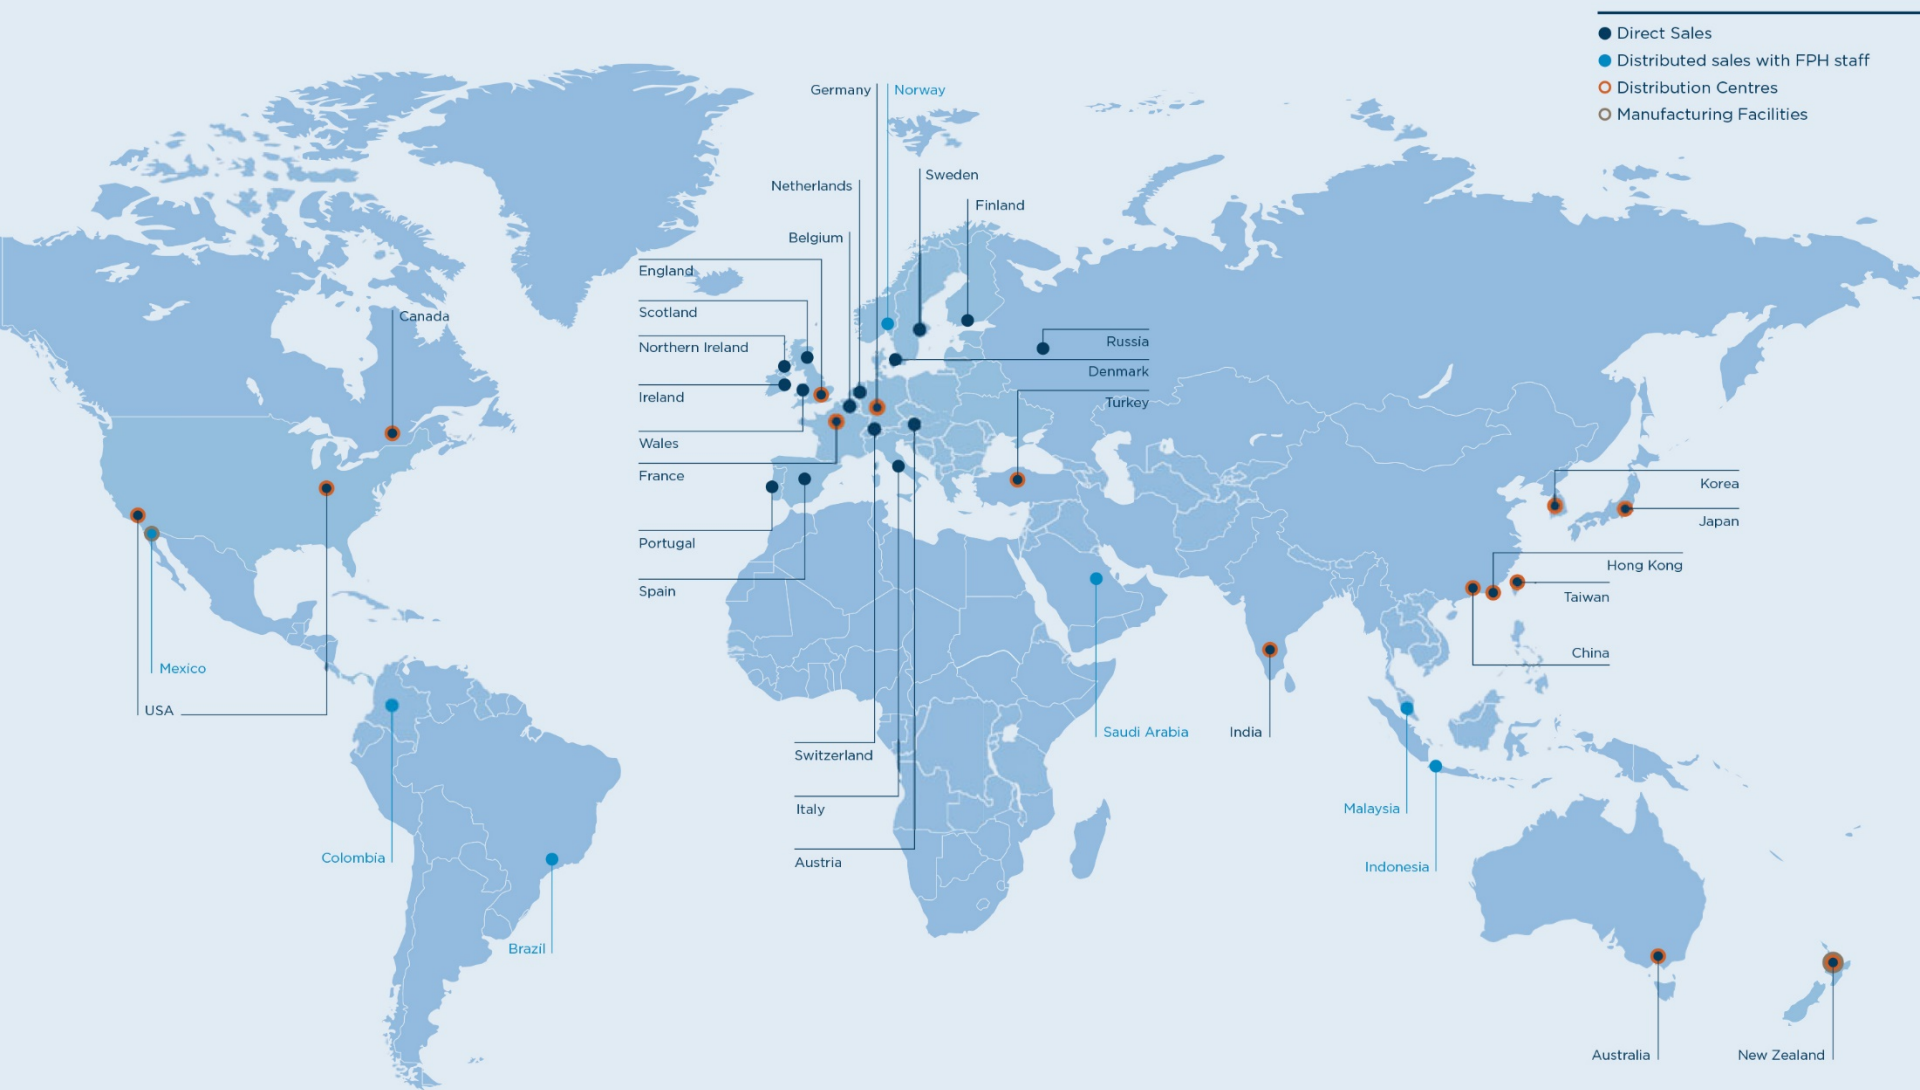 Direct Sales
Distributed sales with FPH staff
Distribution Centres
Manufacturing Facilities
Germany
Norway
Sweden
Netherlands
Finland
Belgium
England
Scotland
Canada
Northern Ireland
Russia
Denmark
Ireland
Turkey
Wales
France
Korea
Japan
Portugal
Hong Kong
Spain
Taiwan
China
Mexico
USA
Saudi Arabia
India
Switzerland
Italy
Malaysia
Colombia
Austria
Indonesia
Brazil
Australia
New Zealand